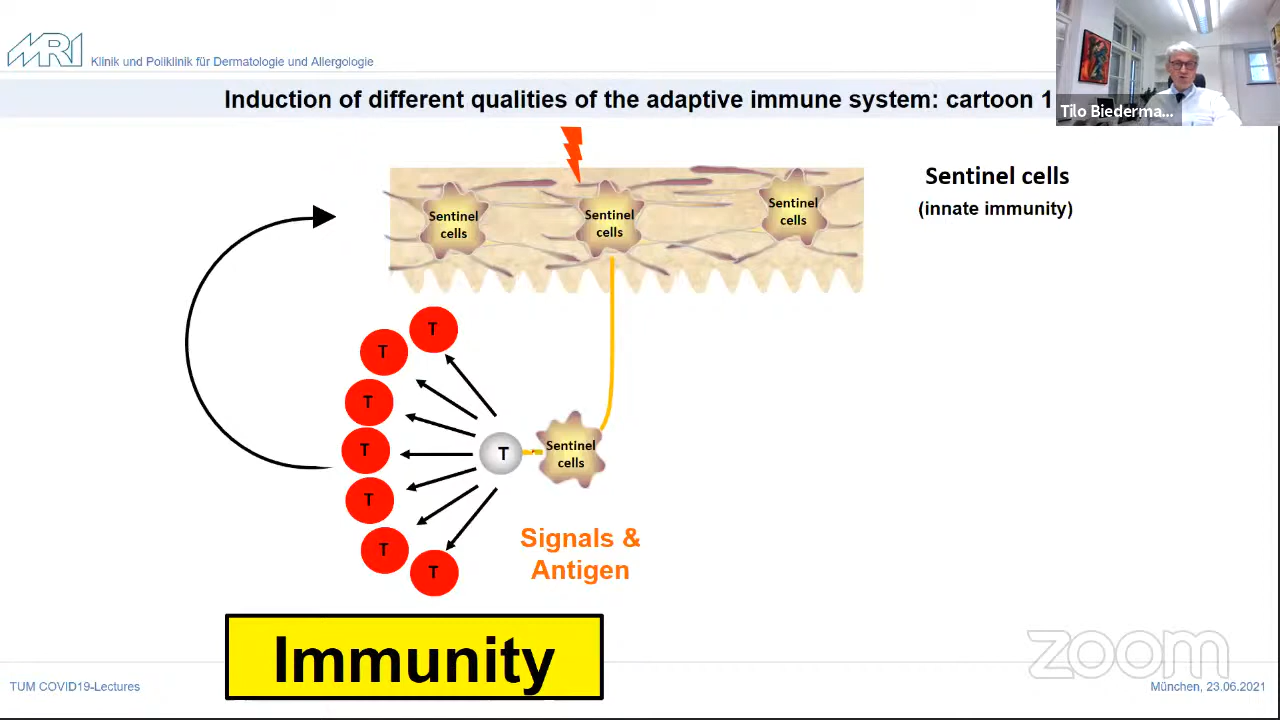 MRI
Klinik und Poliklinik für Dermatologie und Allergologie
Induction of different qualities of the adaptive immune system: cartoon 1
Tilo Biederma...
Sentinel cells
(innate immunity)
Sentinel
cells
Sentinel
cells
Sentinel
cells
T
T
T
T
T
T
T
T
Sentinel
cells
Signals &
Antigen
Immunity
zoom
TUM COVID19-Lectures
München, 23.06.2021